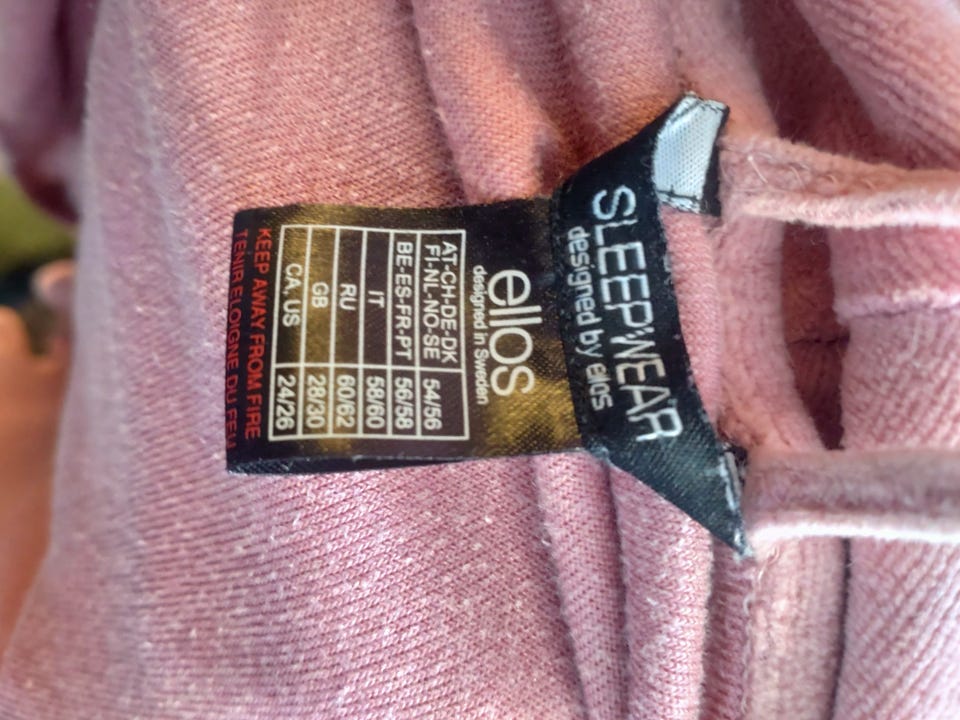 SLEEPWEAR
designed by ellos
ellos
designed in Sweden
AT-CH-DE-DK
FI-NL-NO-SE 54/56
BE-ES-FR-PT 56/58
IT 58/60
RU 60/62
GB 28/30
CA, US 24/26
KEEP AWAY FROM FIRE
TENIR ELOIGNE DU FEU